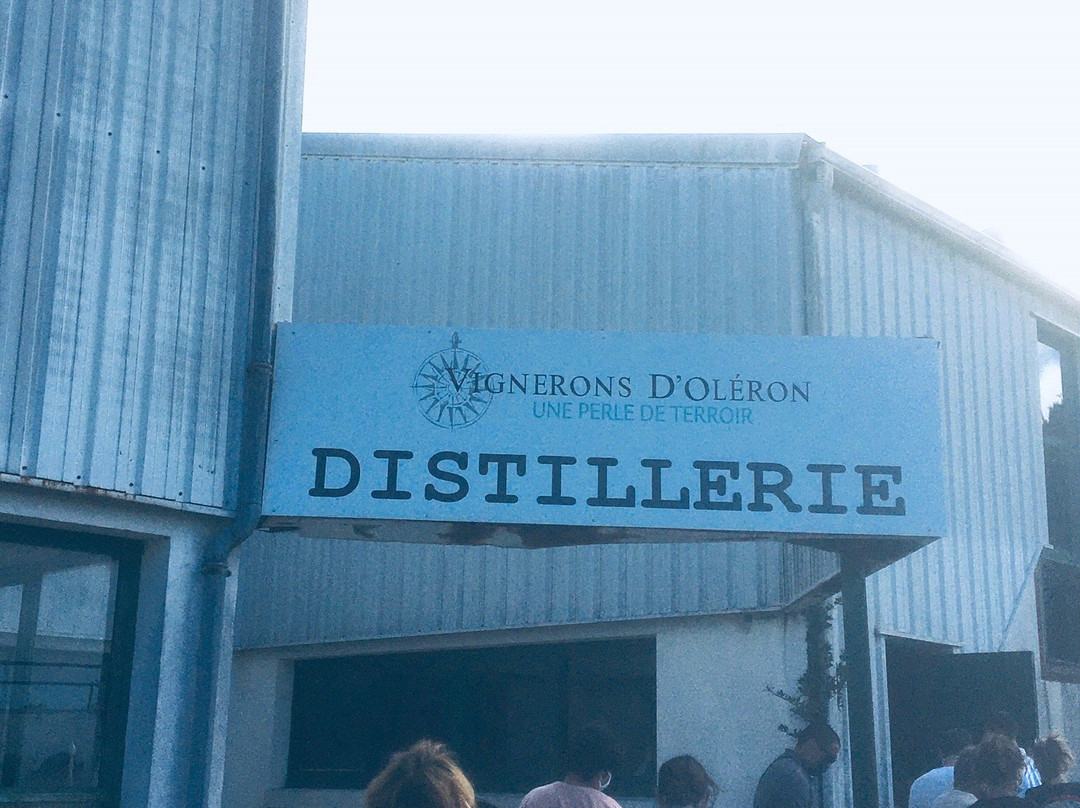 VIGNERONS D'OLÉRON
UNE PERLE DE TERROIR
DISTILLERIE